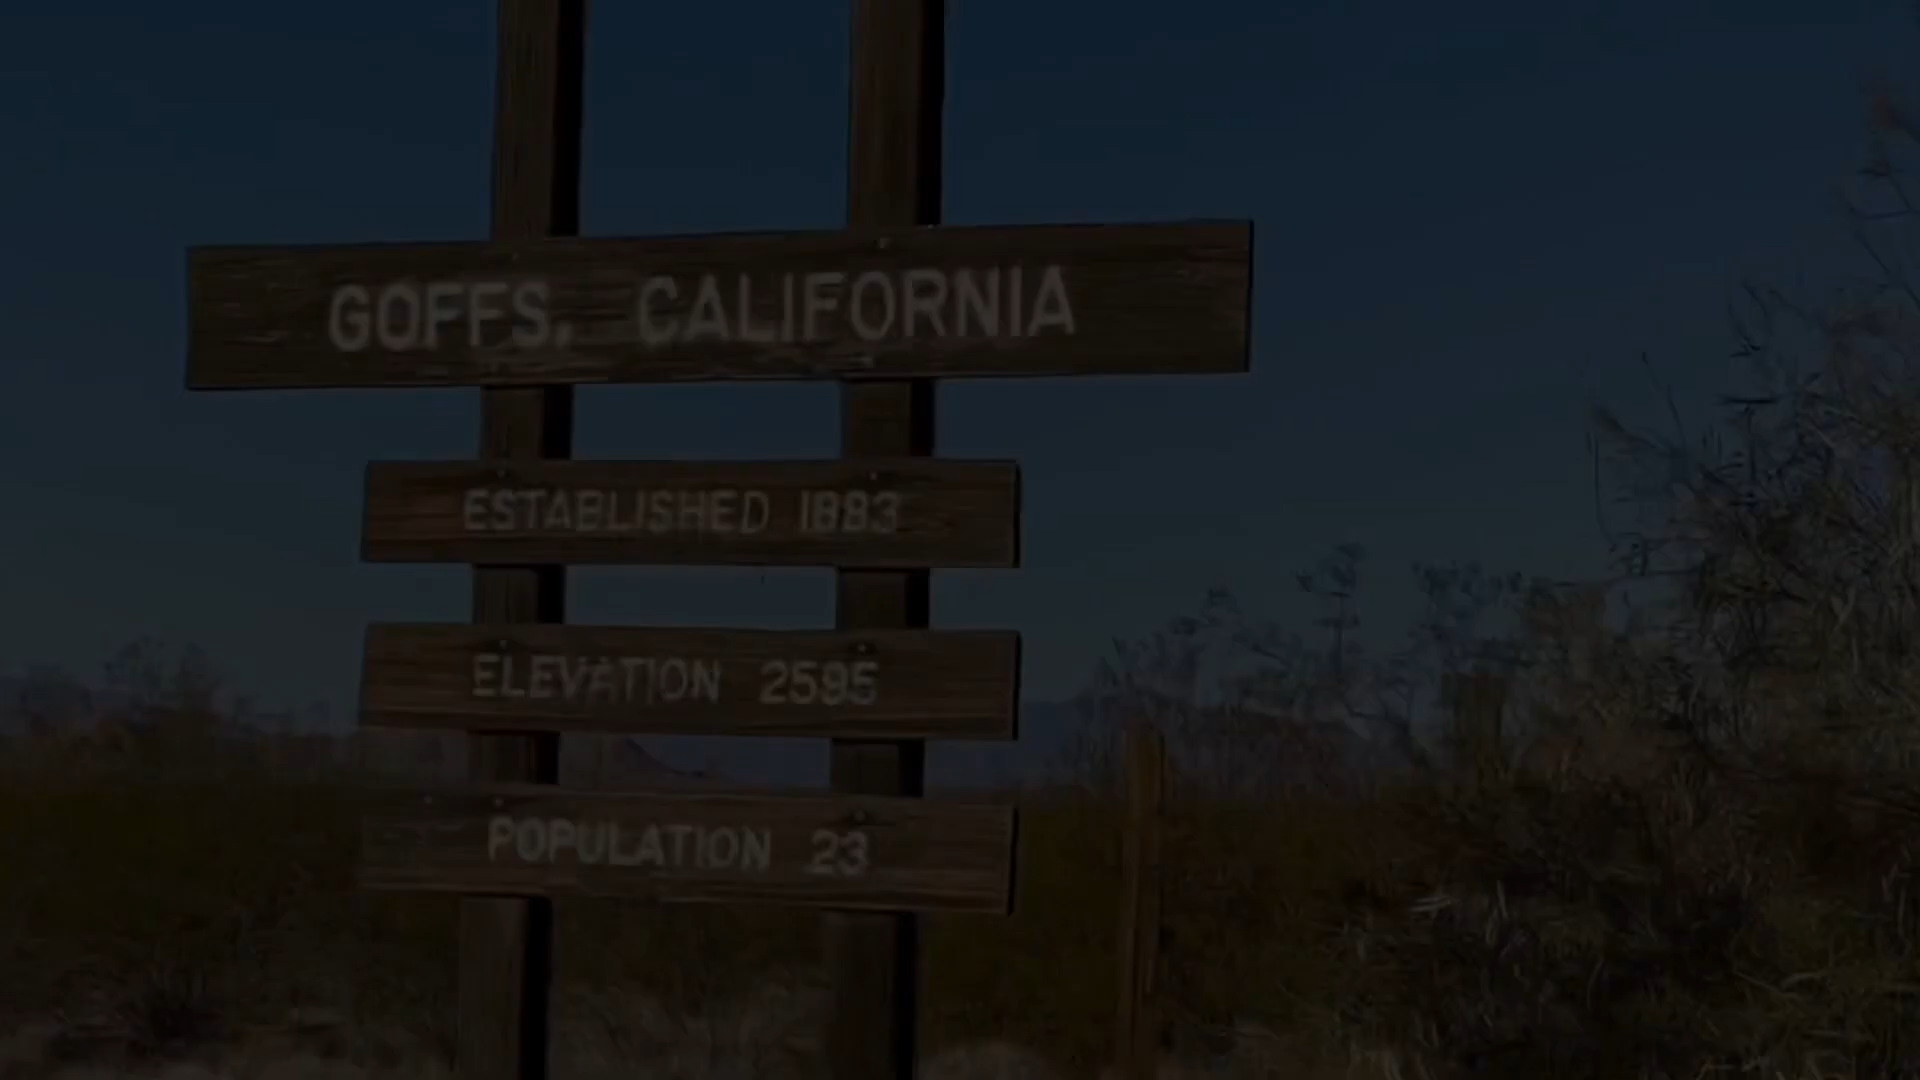 GOFFS, CALIFORNIA
ESTABLISHED 1883
ELEVATION 2595
POPULATION 23